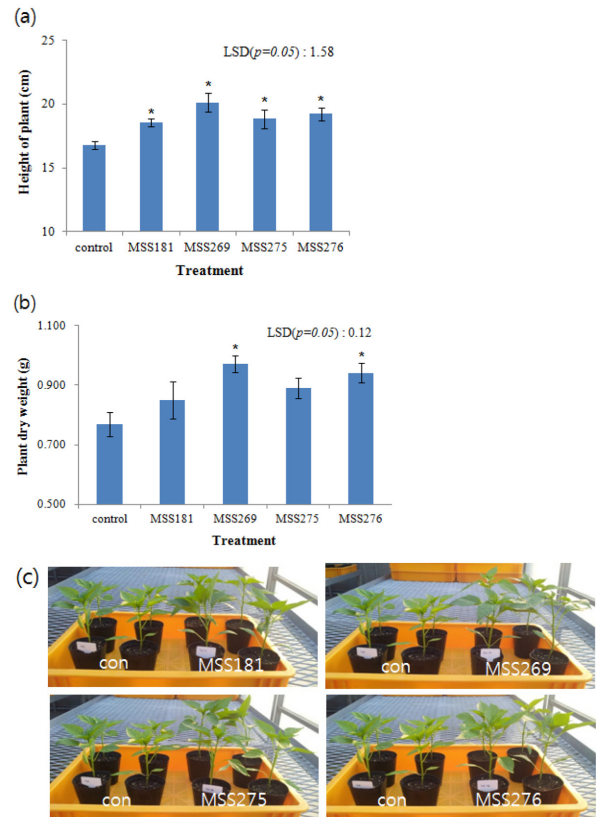 (a)
25
LSD(p=0.05) : 1.58
20
15
10
Height of plant (cm)
*
*
*
*
control MSS181 MSS269 MSS275 MSS276
Treatment
(b)
1.100
LSD(p=0.05) : 0.12
0.900
0.700
0.500
Plant dry weight (g)
*
*
control MSS181 MSS269 MSS275 MSS276
Treatment
(c)
con MSS181
con MSS269
con MSS275
con MSS276